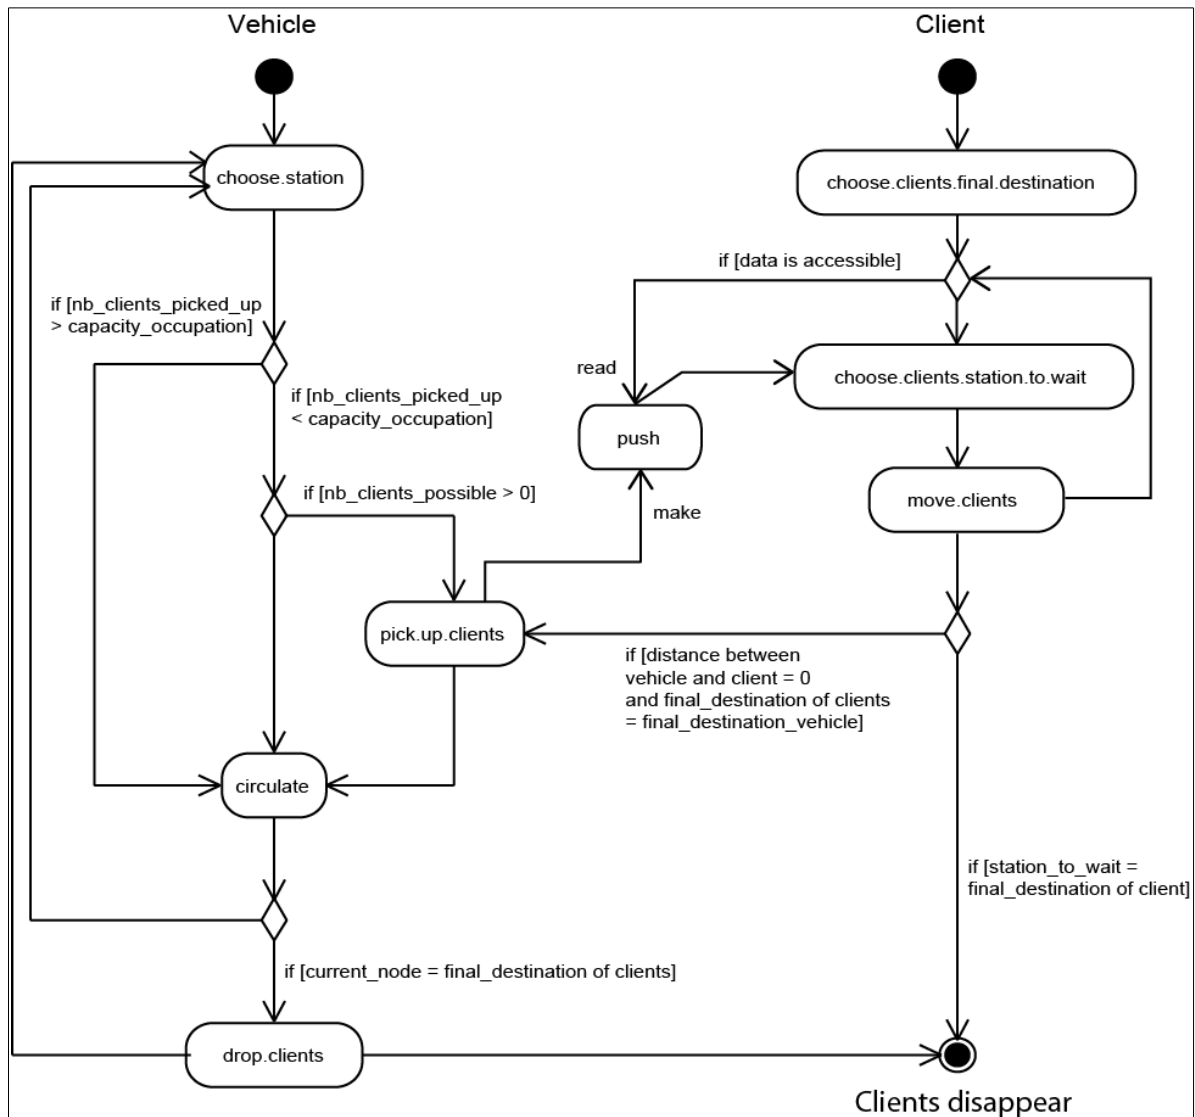 Vehicle
Client
choose.station
choose.clients.final.destination
if [data is accessible]
if [nb_clients_picked_up
> capacity_occupation]
read
choose.clients.station.to.wait
if [nb_clients_picked_up
< capacity_occupation]
push
if [nb_clients_possible > 0]
make
move.clients
pick.up.clients
if [distance between
vehicle and client = 0
and final_destination of clients
= final_destination_vehicle]
circulate
if [station_to_wait =
final_destination of client]
if [current_node = final_destination of clients]
drop.clients
Clients disappear